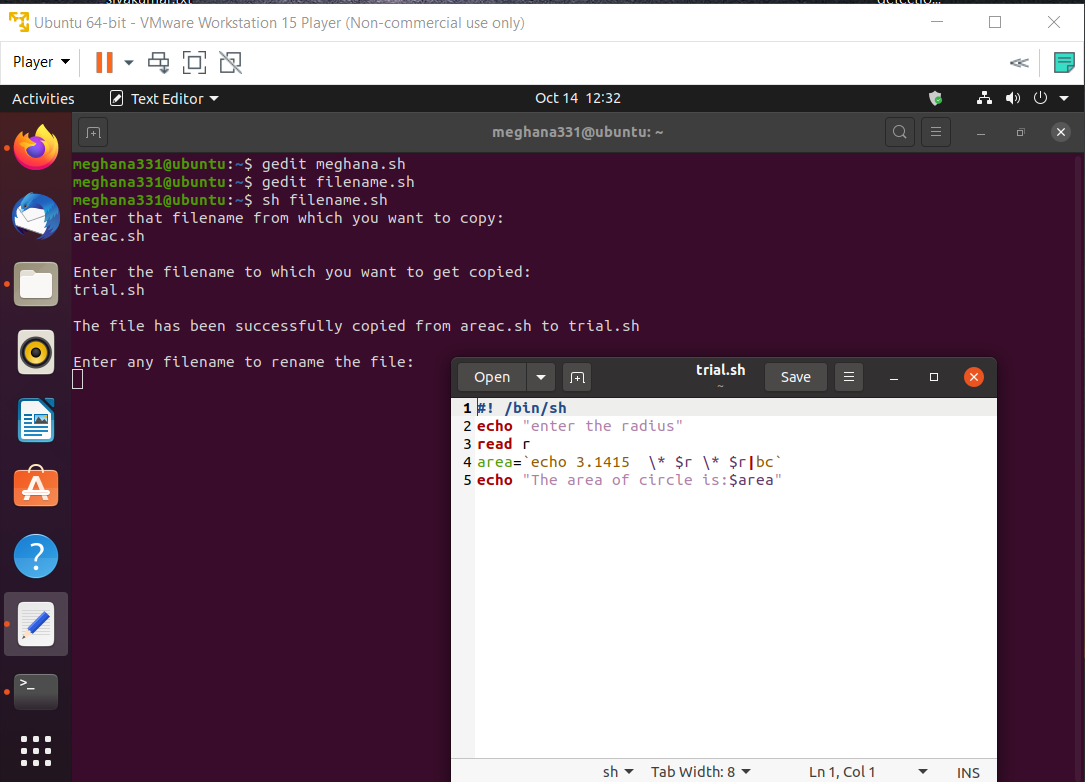 sivakumar.txt
Ubuntu 64-bit - VMware Workstation 15 Player (Non-commercial use only)
Player
Activities
Text Editor
Oct 14 12:32
meghana331@ubuntu: ~
meghana331@ubuntu:~$ gedit meghana.sh
meghana331@ubuntu:~$ gedit filename.sh
meghana331@ubuntu:~$ sh filename.sh
Enter that filename from which you want to copy:
areac.sh
Enter the filename to which you want to get copied:
trial.sh
The file has been successfully copied from areac.sh to trial.sh
Enter any filename to rename the file:
Open
trial.sh
~
Save
1 #! /bin/sh
2 echo "enter the radius"
3 read r
4 area=`echo 3.1415  \* $r \* $r|bc`
5 echo "The area of circle is:$area"
sh
Tab Width: 8
Ln 1, Col 1
INS